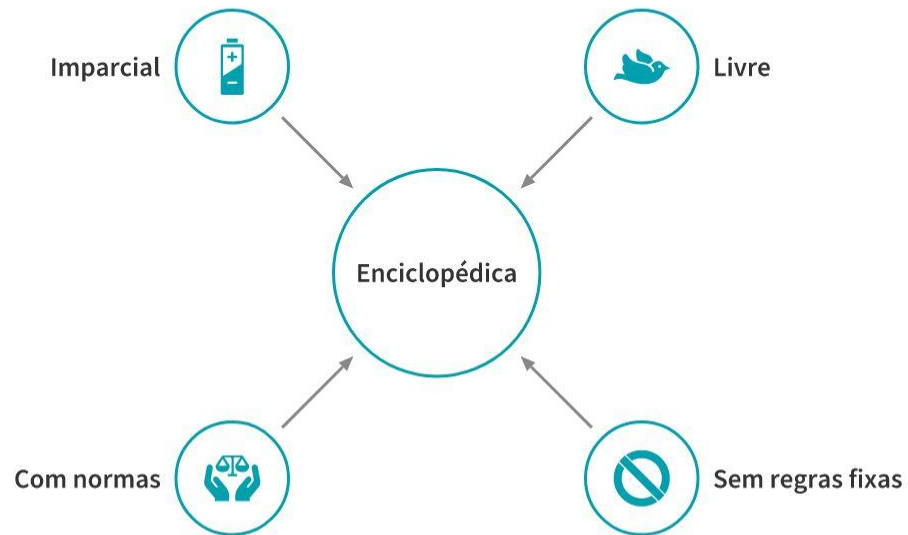 Imparcial
Livre
Enciclopédica
Com normas
Sem regras fixas